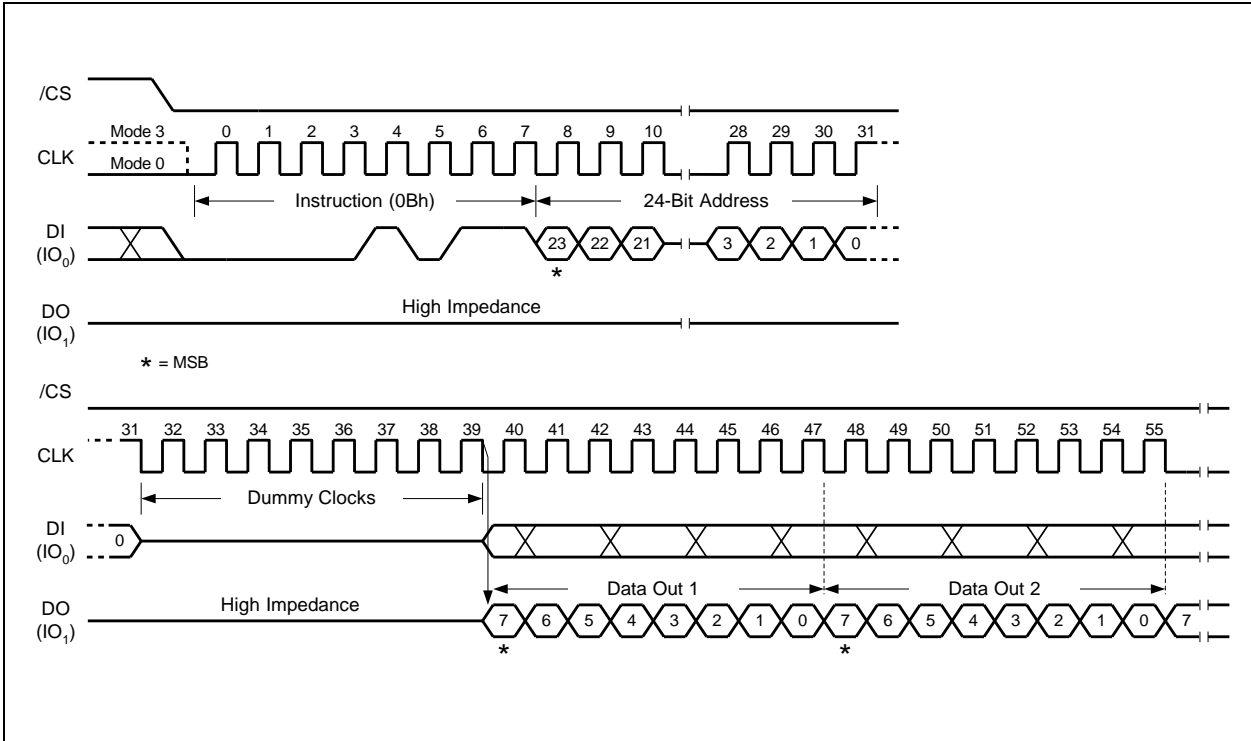 /CS
Mode 3 0 1 2 3 4 5 6 7 8 9 10 28 29 30 31
CLK
Mode 0
Instruction (0Bh) 24-Bit Address
DI
(IO0) 23 22 21 3 2 1 0
*
DO High Impedance
(IO1)
* = MSB
/CS
31 32 33 34 35 36 37 38 39 40 41 42 43 44 45 46 47 48 49 50 51 52 53 54 55
CLK
Dummy Clocks
DI 0
(IO0)
Data Out 1 Data Out 2
DO High Impedance
(IO1) 7 6 5 4 3 2 1 0 7 6 5 4 3 2 1 0 7
* *